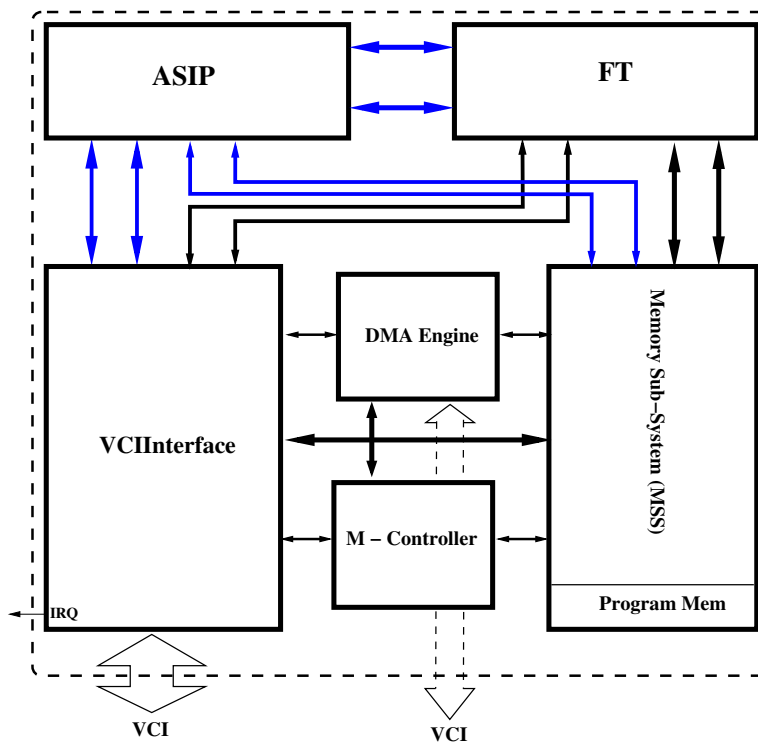 ASIP
FT
DMA Engine
Memory Sub-System (MSS)
VCIInterface
M - Controller
Program Mem
IRQ
VCI
VCI